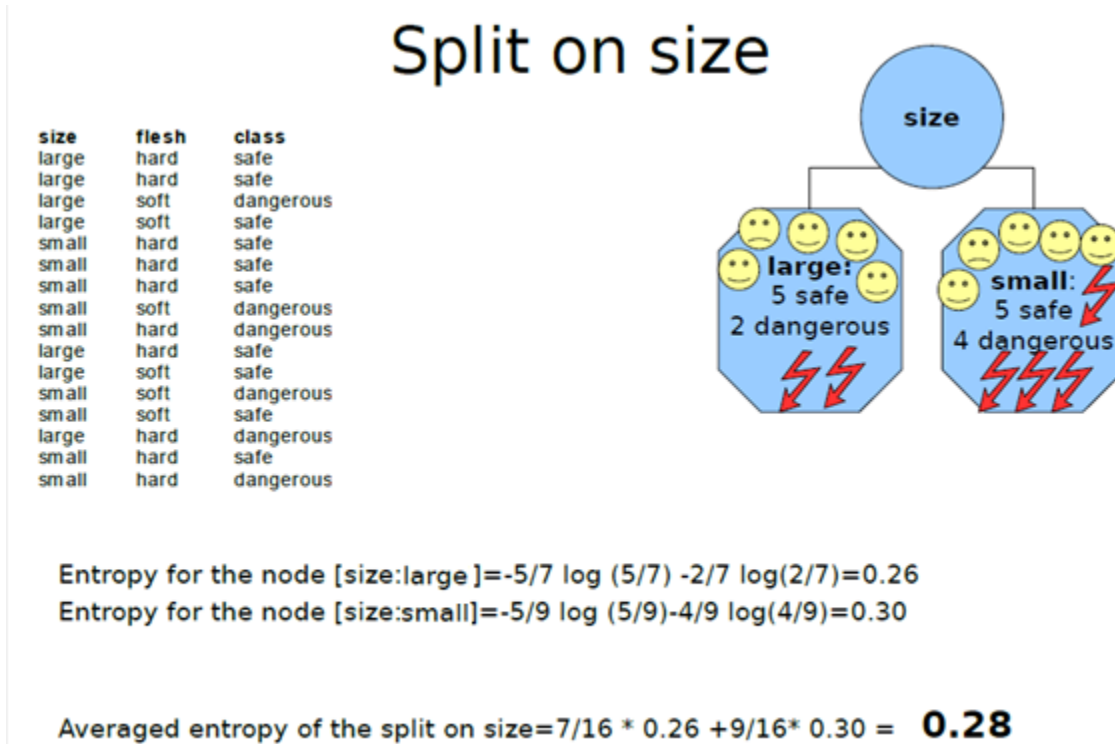 Split on size
size
size flesh class
large hard safe
large hard safe
large soft dangerous
large soft safe
small hard safe
small hard safe
small hard safe
small soft dangerous
small hard dangerous
large hard safe
large soft safe
small soft dangerous
small soft safe
large hard dangerous
small hard safe
small hard dangerous
large:
5 safe
2 dangerous
small:
5 safe
4 dangerous
Entropy for the node [size:large]=-5/7 log (5/7) -2/7 log(2/7)=0.26
Entropy for the node [size:small]=-5/9 log (5/9)-4/9 log(4/9)=0.30
Averaged entropy of the split on size=7/16 * 0.26 +9/16* 0.30 = 0.28